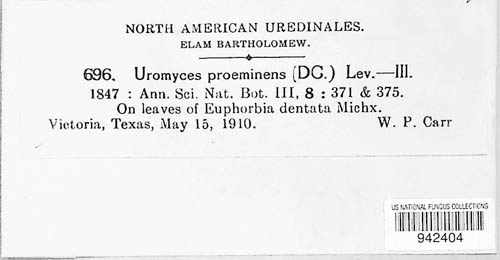 NORTH AMERICAN UREDINALES.
ELAM BARTHOLOMEW.
696. Uromyces proeminens (DC.) Lev.—III.
1847 : Ann. Sci. Nat. Bot. III, 8 : 371 & 375.
On leaves of Euphorbia dentata Michx.
Victoria, Texas, May 15, 1910. W. P. Carr
US NATIONAL FUNGUS COLLECTIONS
942404